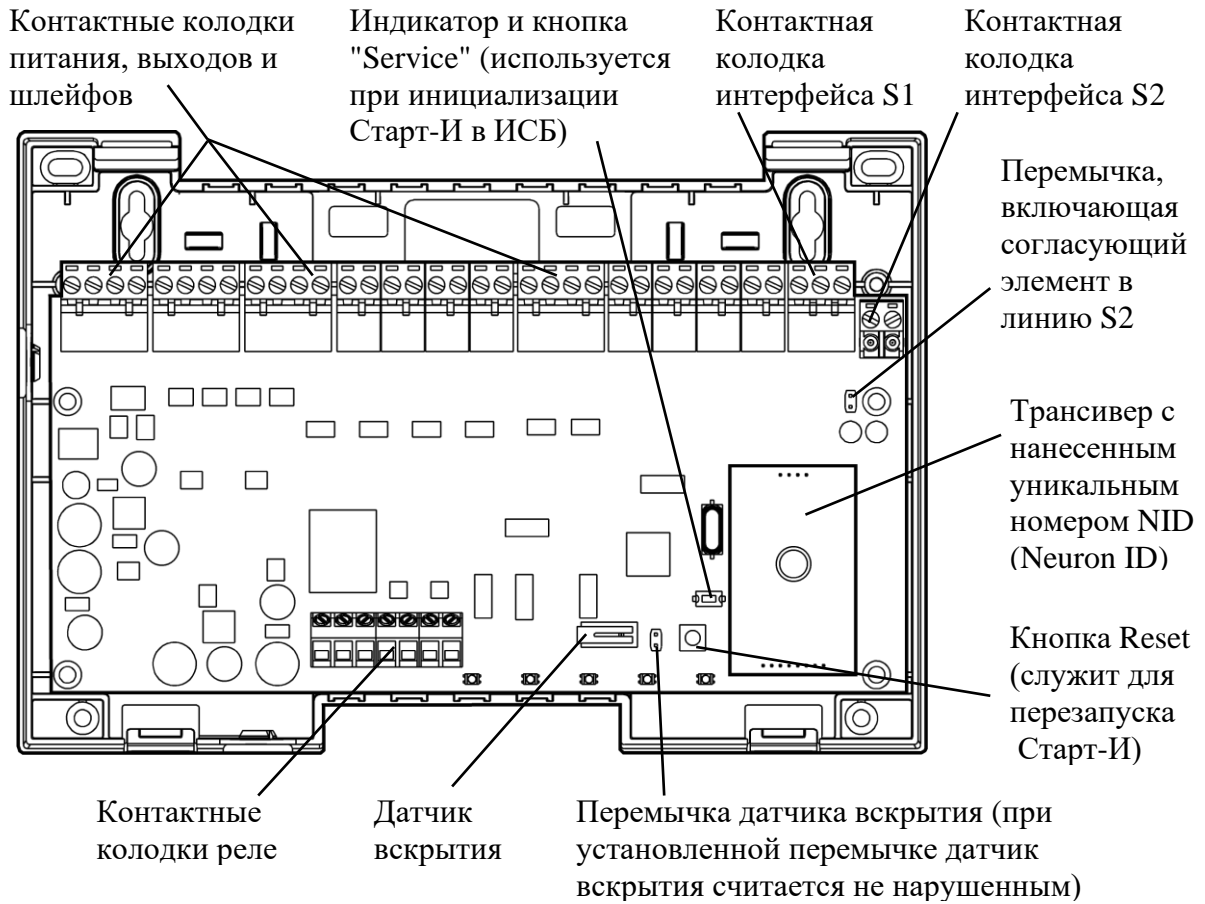 Контактные колодки
питания, выходов и
шлейфов
Индикатор и кнопка
"Service" (используется
при инициализации
Старт-И в ИСБ)
Контактная
колодка
интерфейса S1
Контактная
колодка
интерфейса S2
Перемычка,
включающая
согласующий
элемент в
линию S2
Трансивер с
нанесенным
уникальным
номером NID
(Neuron ID)
Кнопка Reset
(служит для
перезапуска
Старт-И)
Контактные
колодки реле
Датчик
вскрытия
Перемычка датчика вскрытия (при
установленной перемычке датчик
вскрытия считается не нарушенным)